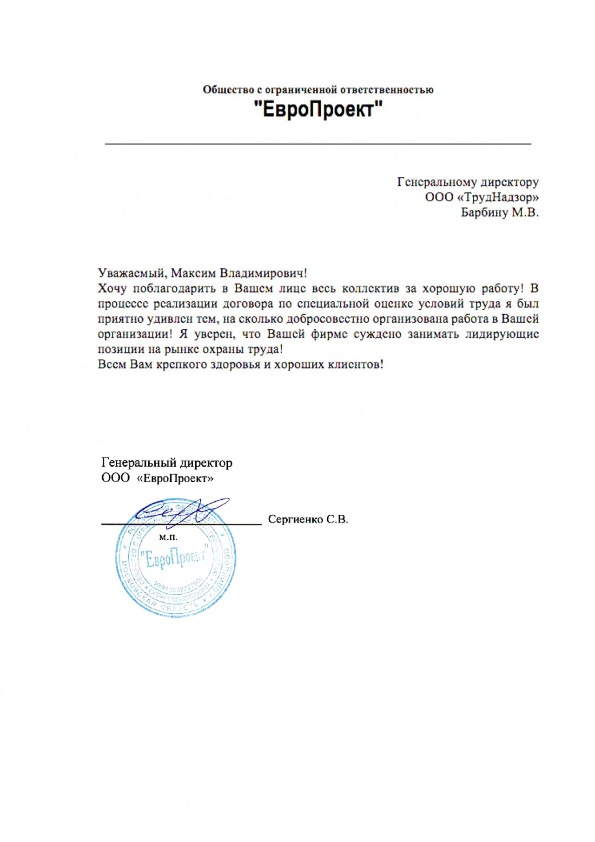 Общество с ограниченной ответственностью
"ЕвроПроект"
Генеральному директору
ООО «ТрудНадзор»
Барбину М.В.
Уважаемый, Максим Владимирович!
Хочу поблагодарить в Вашем лице весь коллектив за хорошую работу! В
процессе реализации договора по специальной оценке условий труда я был
приятно удивлен тем, на сколько добросовестно организована работа в Вашей
организации! Я уверен, что Вашей фирме суждено занимать лидирующие
позиции на рынке охраны труда!
Всем Вам крепкого здоровья и хороших клиентов!
Генеральный директор
ООО «ЕвроПроект»
Сергиенко С.В.
м.п.
"ЕвроПроект"
МОСКОВСКАЯ ОБЛАСТЬ